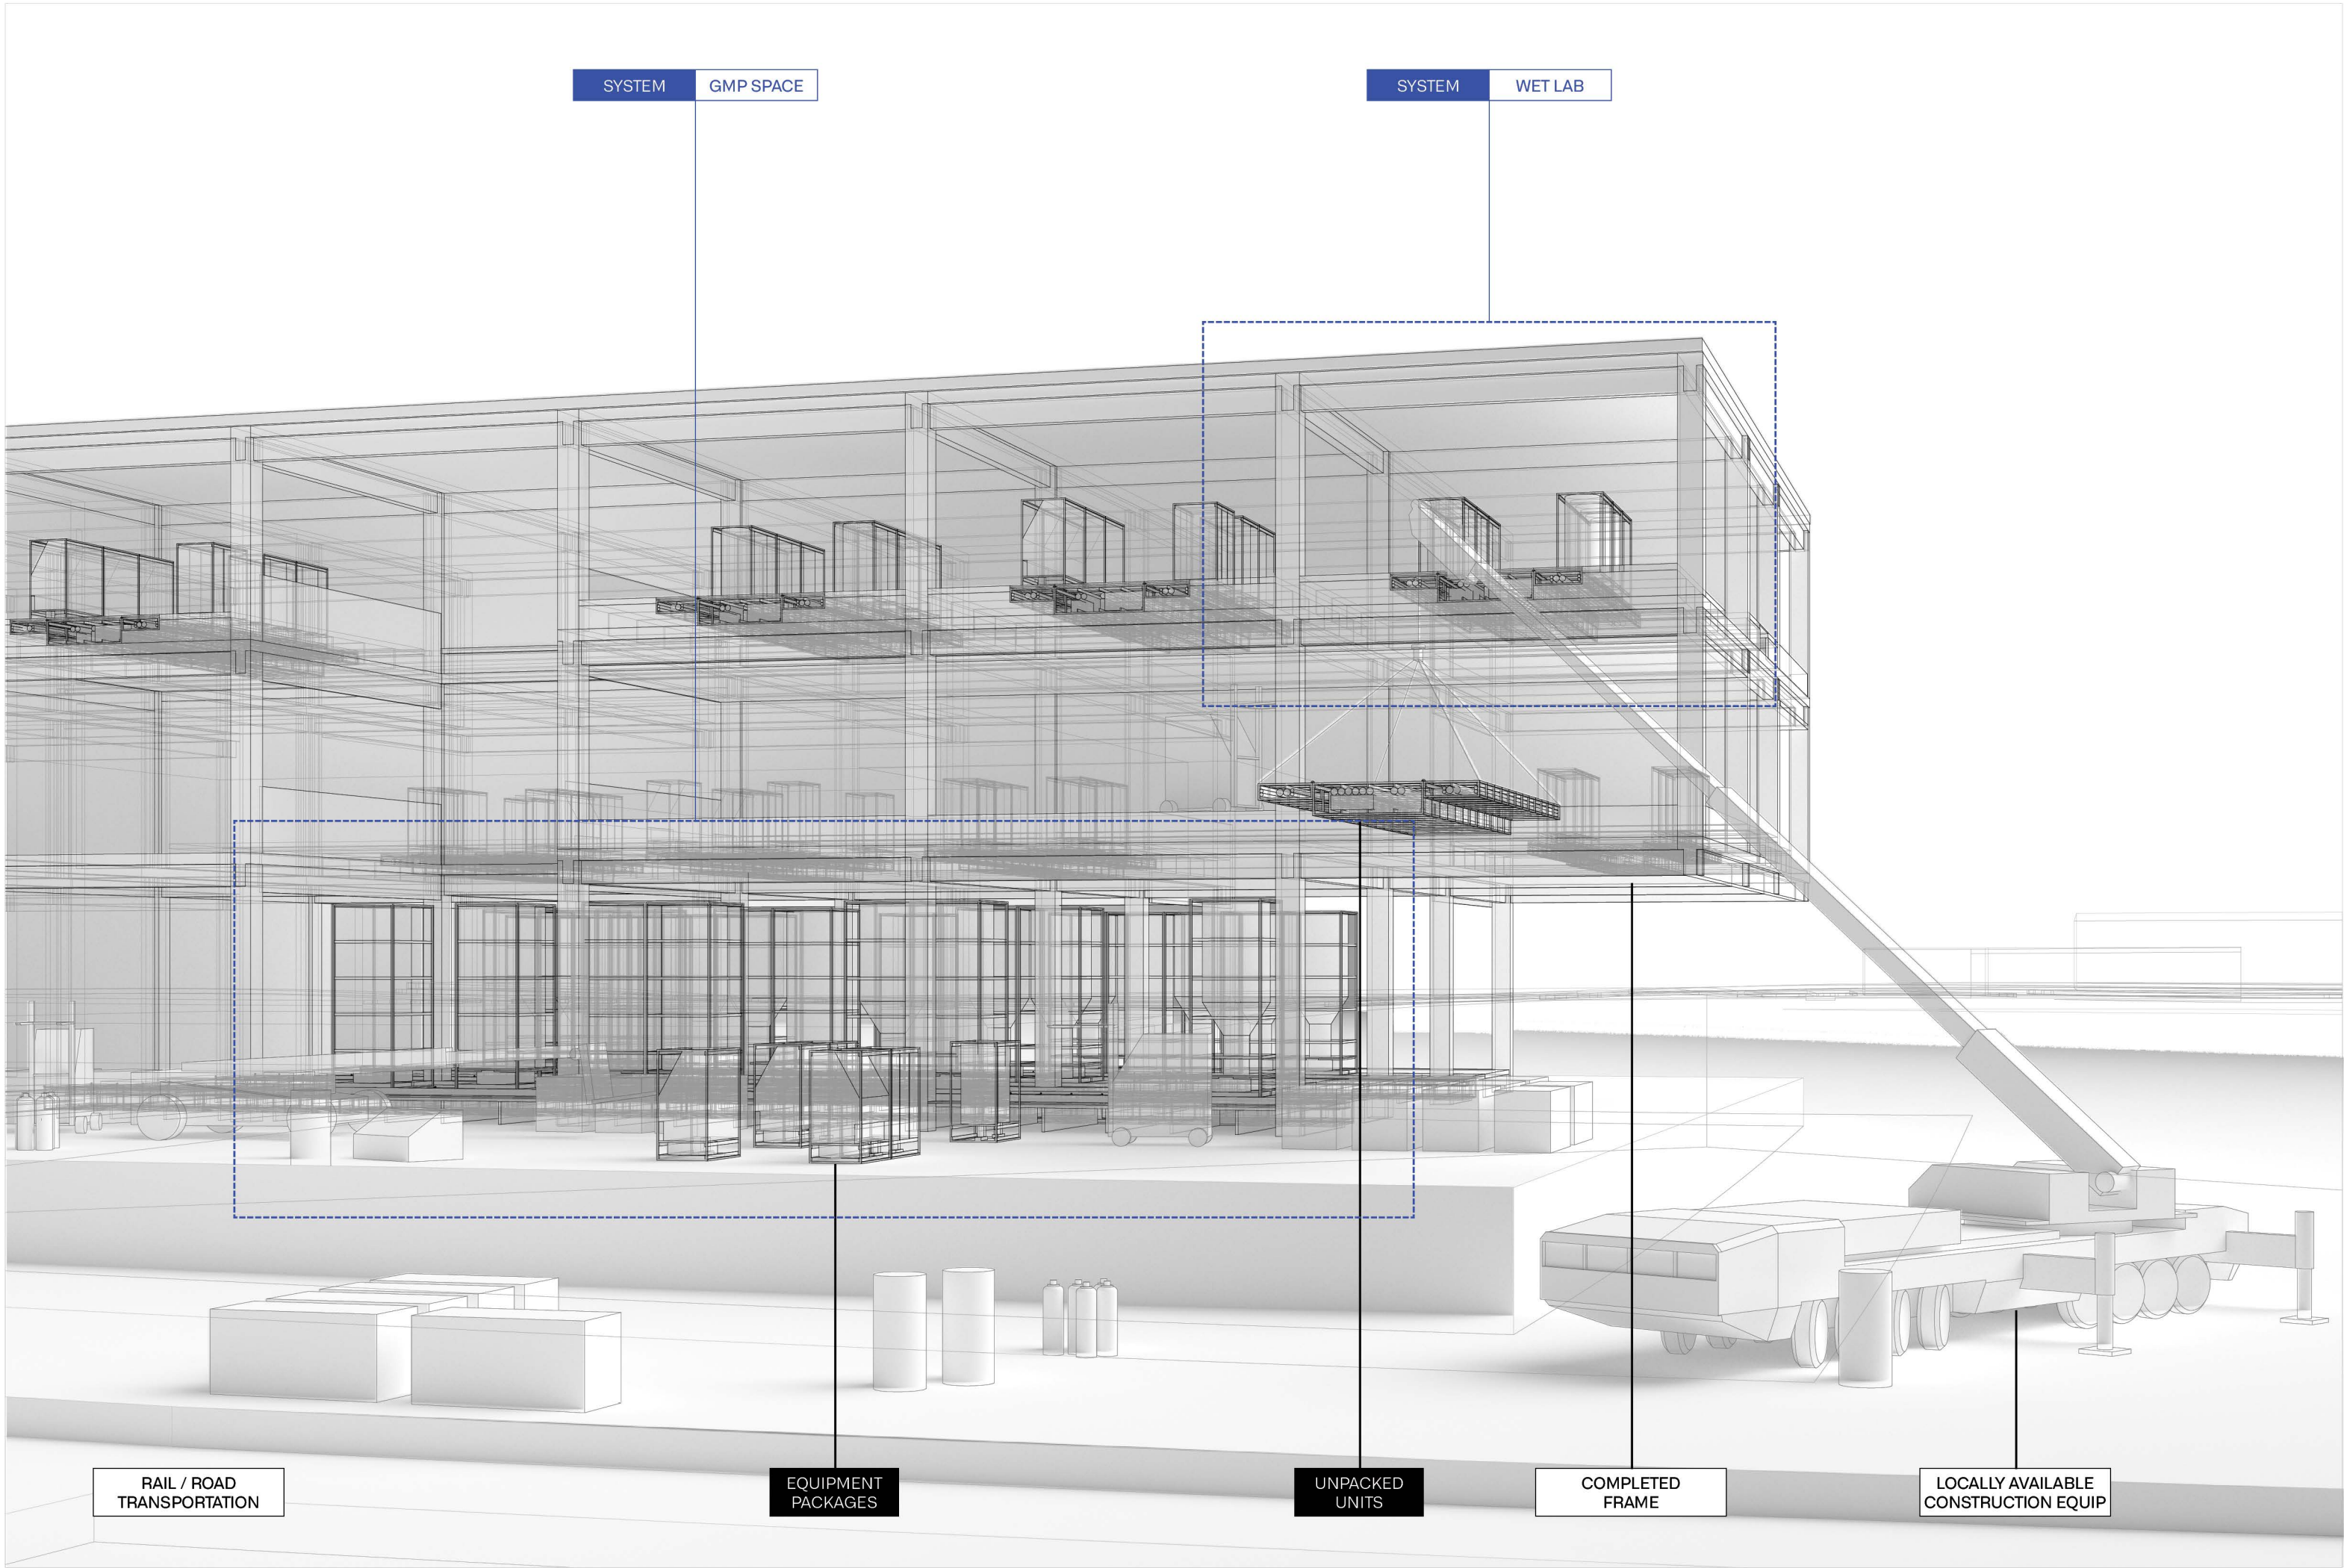 SYSTEM GMP SPACE
SYSTEM WET LAB
RAIL / ROAD
TRANSPORTATION
EQUIPMENT
PACKAGES
UNPACKED
UNITS
COMPLETED
FRAME
LOCALLY AVAILABLE
CONSTRUCTION EQUIP